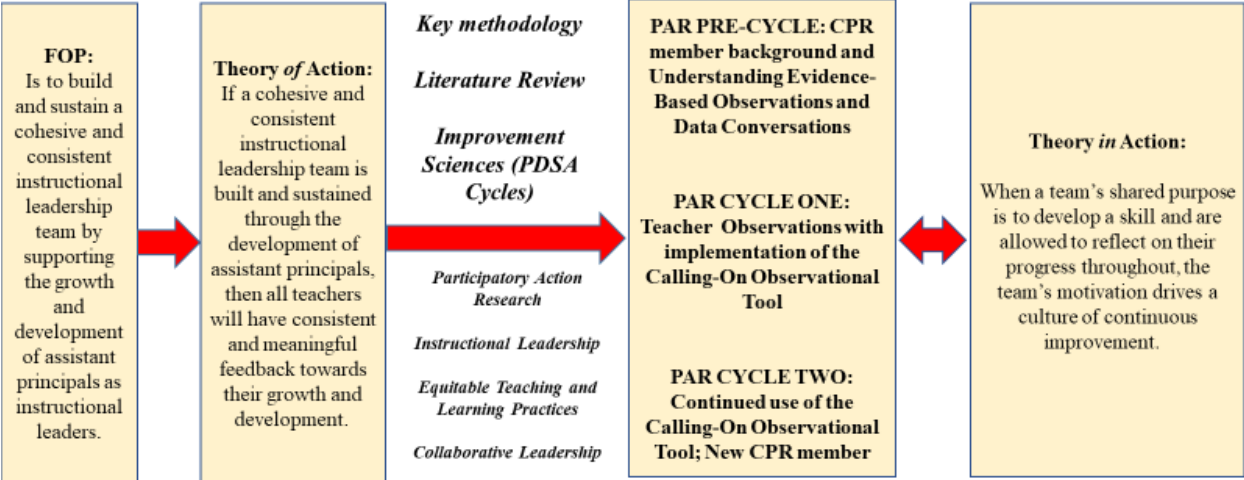 FOP:
Is to build
and sustain a
cohesive and
consistent
instructional
leadership
team by
supporting
the growth
and
development
of assistant
principals as
instructional
leaders.
Theory of Action:
If a cohesive and
consistent
instructional
leadership team is
built and sustained
through the
development of
assistant principals,
then all teachers
will have consistent
and meaningful
feedback towards
their growth and
development.
Key methodology
Literature Review
Improvement
Sciences (PDSA
Cycles)
Participatory Action
Research
Instructional Leadership
Equitable Teaching and
Learning Practices
Collaborative Leadership
PAR PRE-CYCLE: CPR
member background and
Understanding Evidence-
Based Observations and
Data Conversations
PAR CYCLE ONE:
Teacher Observations with
implementation of the
Calling-On Observational
Tool
PAR CYCLE TWO:
Continued use of the
Calling-On Observational
Tool; New CPR member
Theory in Action:
When a team's shared purpose
is to develop a skill and are
allowed to reflect on their
progress throughout, the
team's motivation drives a
culture of continuous
improvement.